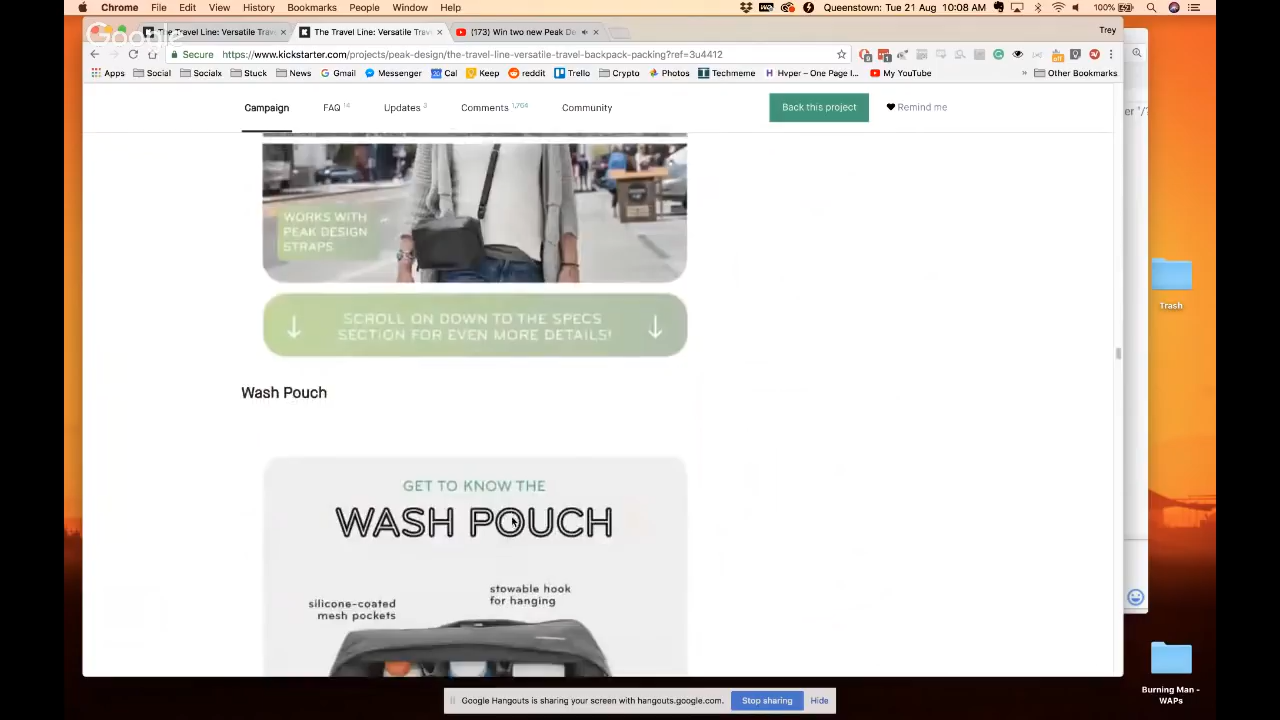 Chrome File Edit View History Bookmarks People Window Help Queenstown: Tue 21 Aug 10:08 AM 100%
Google
The Travel Line: Versatile Trav × The Travel Line: Versatile Trav × (173) Win two new Peak De × Trey
Secure https://www.kickstarter.com/projects/peak-design/the-travel-line-versatile-travel-backpack-packing?ref=3u4412
Apps Social Socialx Stuck News Gmail Messenger Cal Keep reddit Trello Crypto Photos Techmeme Hvper - One Page I... My YouTube » Other Bookmarks
Campaign FAQ 14 Updates 3 Comments 1,764 Community Back this project Remind me
WORKS WITH
PEAK DESIGN
STRAPS
SCROLL ON DOWN TO THE SPECS
SECTION FOR EVEN MORE DETAILS!
Wash Pouch
GET TO KNOW THE
WASH POUCH
stowable hook
for hanging
silicone-coated
mesh pockets
Trash
Burning Man -
WAPs
Google Hangouts is sharing your screen with hangouts.google.com. Stop sharing Hide